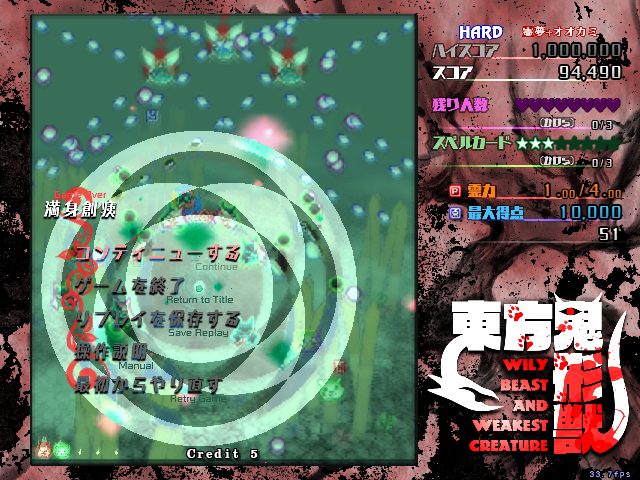 HARD 霊夢+オオカミ
ハイスコア 1,000,000
スコア 94,490
残り人数
(かけら) 0/3
スペルカード ★★★
(かけら) 0/3
P 霊力 1.00/4.00
最大得点 10,000
51
Game Over
満身創痍
コンティニューする
Continue
ゲームを終了
Return to Title
リプレイを保存する
Save Replay
操作説明
Manual
最初からやり直す
Retry Game
Credit 5
東方鬼形獣
WILY
BEAST
AND
WEAKEST
CREATURE
33.7fps